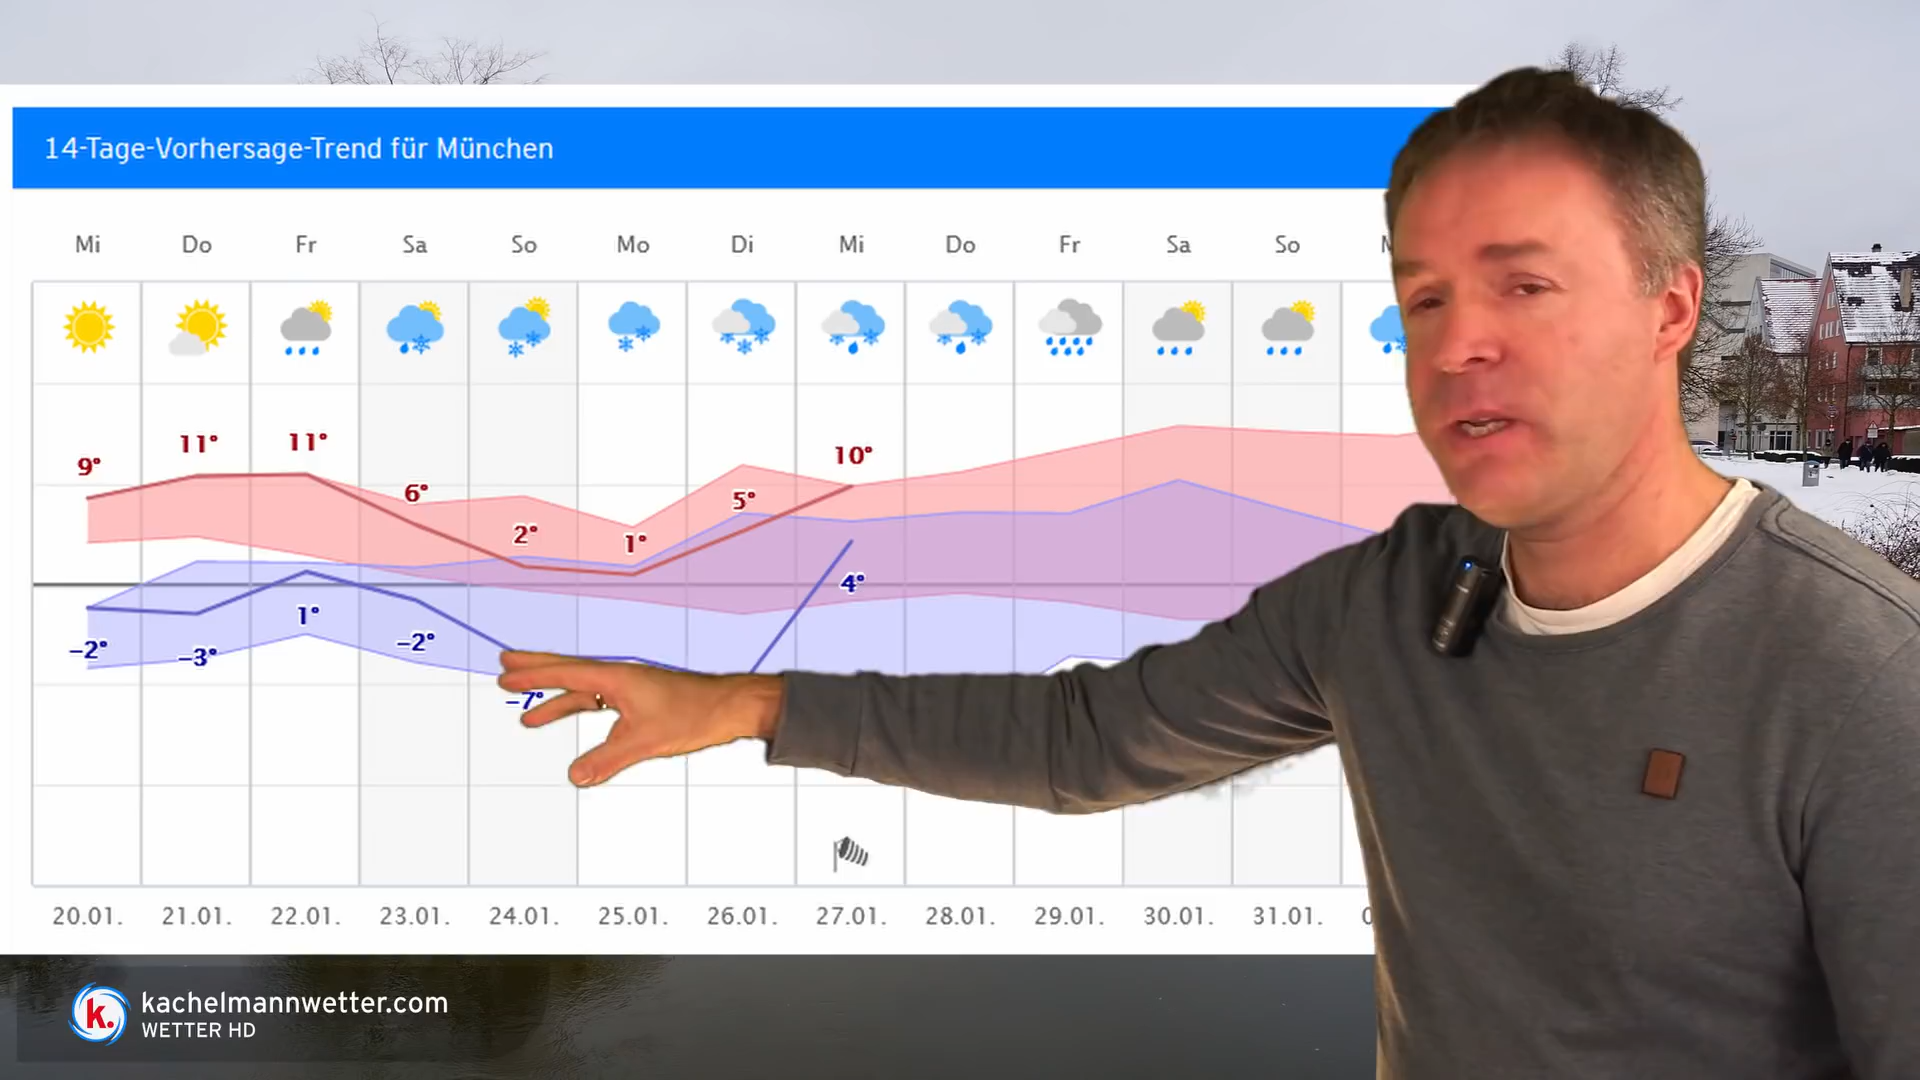 14-Tage-Vorhersage-Trend für München
Mi Do Fr Sa So Mo Di Mi Do Fr Sa So
9° 11° 11° 6° 2° 1° 5° 10°
-2° -3° 1° -2° -7° 4°
20.01. 21.01. 22.01. 23.01. 24.01. 25.01. 26.01. 27.01. 28.01. 29.01. 30.01. 31.01.
k. kachelmannwetter.com
WETTER HD